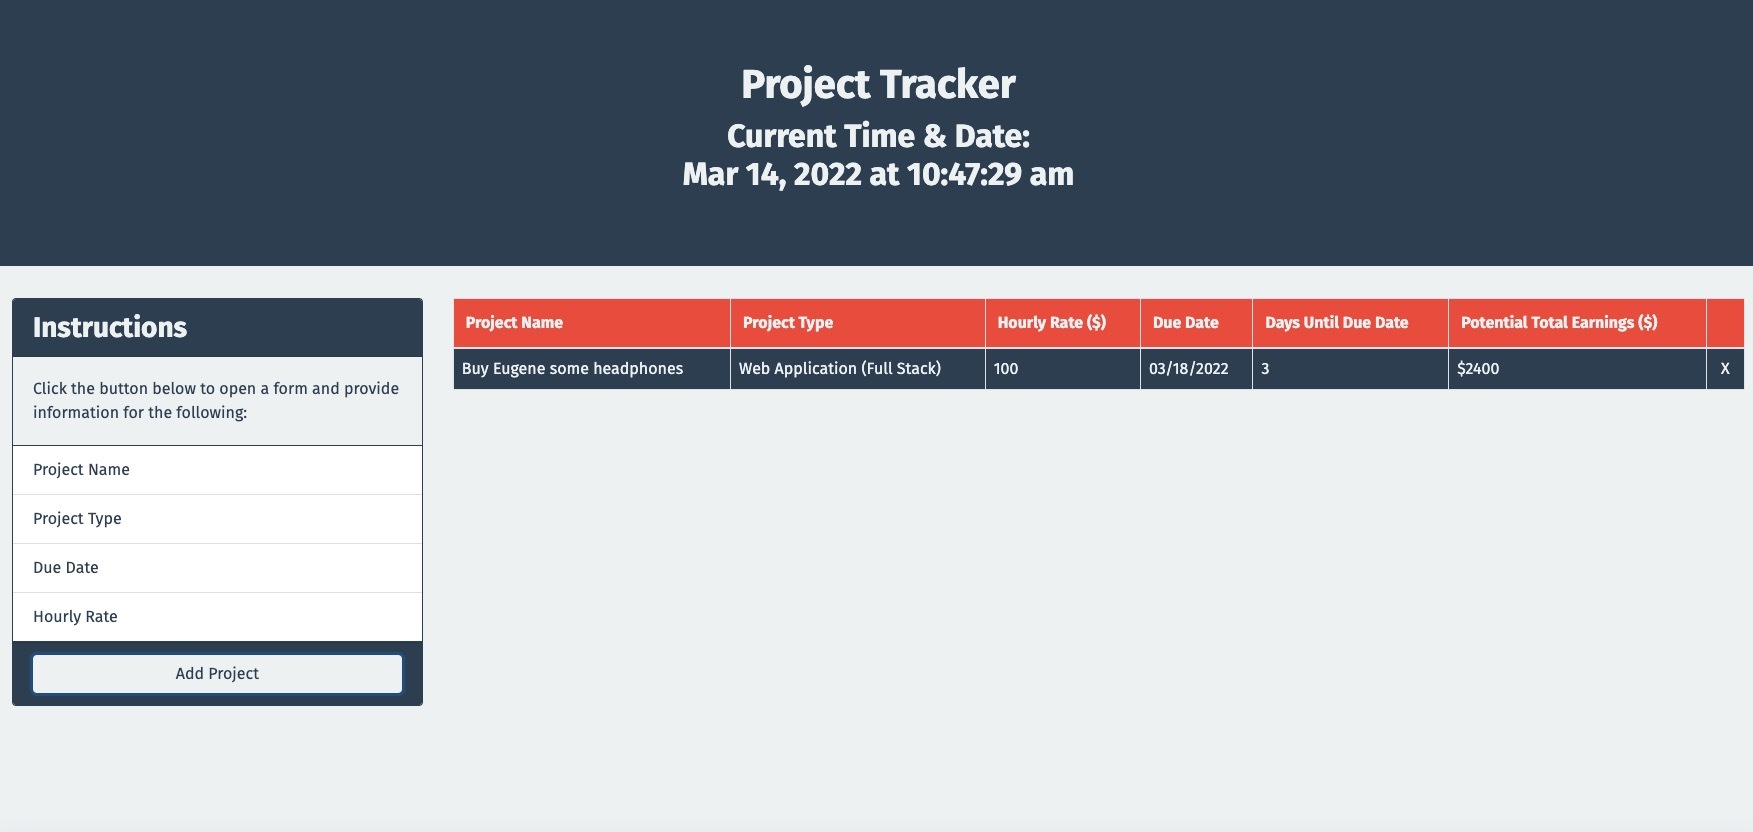 Project Tracker
Current Time & Date:
Mar 14, 2022 at 10:47:29 am
Instructions
Click the button below to open a form and provide
information for the following:
Project Name
Project Type
Due Date
Hourly Rate
Add Project
Project Name Project Type Hourly Rate ($) Due Date Days Until Due Date Potential Total Earnings ($)
Buy Eugene some headphones Web Application (Full Stack) 100 03/18/2022 3 $2400 X